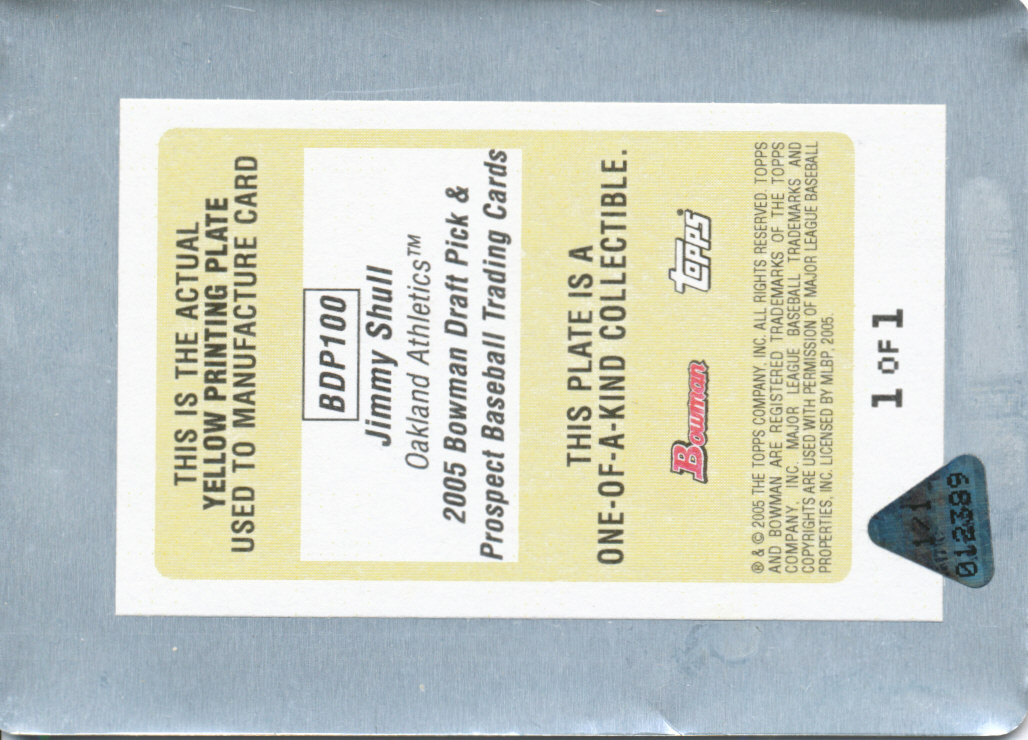 THIS IS THE ACTUAL
YELLOW PRINTING PLATE
USED TO MANUFACTURE CARD
BDP100
Jimmy Shull
Oakland Athletics™
2005 Bowman Draft Pick &
Prospect Baseball Trading Cards
THIS PLATE IS A
ONE-OF-A-KIND COLLECTIBLE.
Bowman
Topps®
® & © 2005 THE TOPPS COMPANY, INC. ALL RIGHTS RESERVED. TOPPS
AND BOWMAN ARE REGISTERED TRADEMARKS OF THE TOPPS
COMPANY, INC. MAJOR LEAGUE BASEBALL TRADEMARKS AND
COPYRIGHTS ARE USED WITH PERMISSION OF MAJOR LEAGUE BASEBALL
PROPERTIES, INC. LICENSED BY MLBP, 2005.
1 OF 1
012389